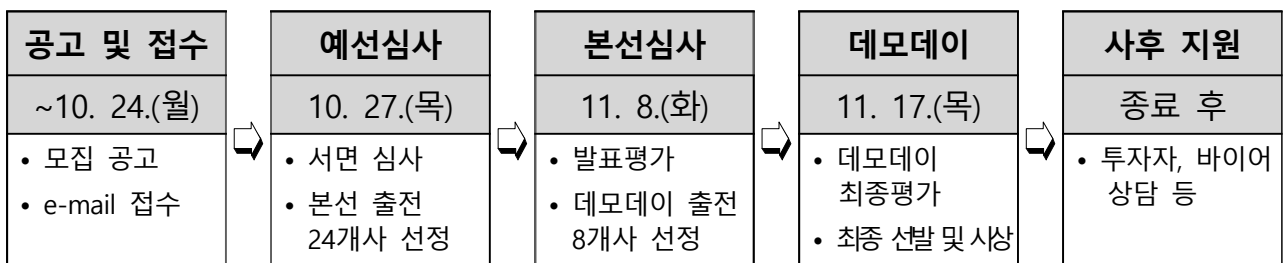 공고 및 접수
~10. 24.(월)
• 모집 공고
• e-mail 접수
예선심사
10. 27.(목)
• 서면 심사
• 본선 출전
24개사 선정
본선심사
11. 8.(화)
• 발표평가
• 데모데이 출전
8개사 선정
데모데이
11. 17.(목)
• 데모데이
최종평가
• 최종 선발 및 시상
사후 지원
종료 후
• 투자자, 바이어
상담 등